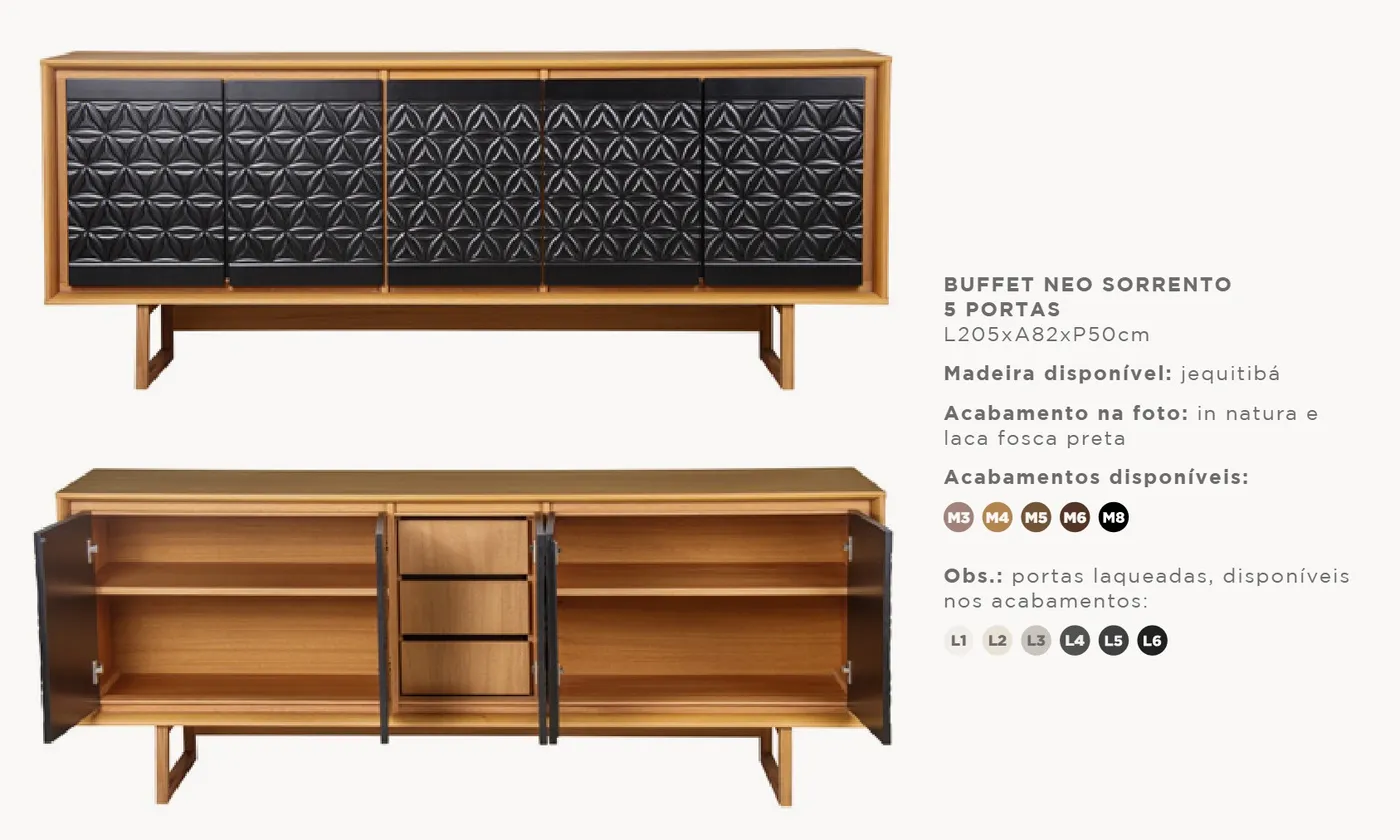 BUFFET NEO SORRENTO
5 PORTAS
L205xA82xP50cm
Madeira disponível: jequitibá
Acabamento na foto: in natura e
laca fosca preta
Acabamentos disponíveis:
M3 M4 M5 M6 M8
Obs.: portas laqueadas, disponíveis
nos acabamentos:
L1 L2 L3 L4 L5 L6